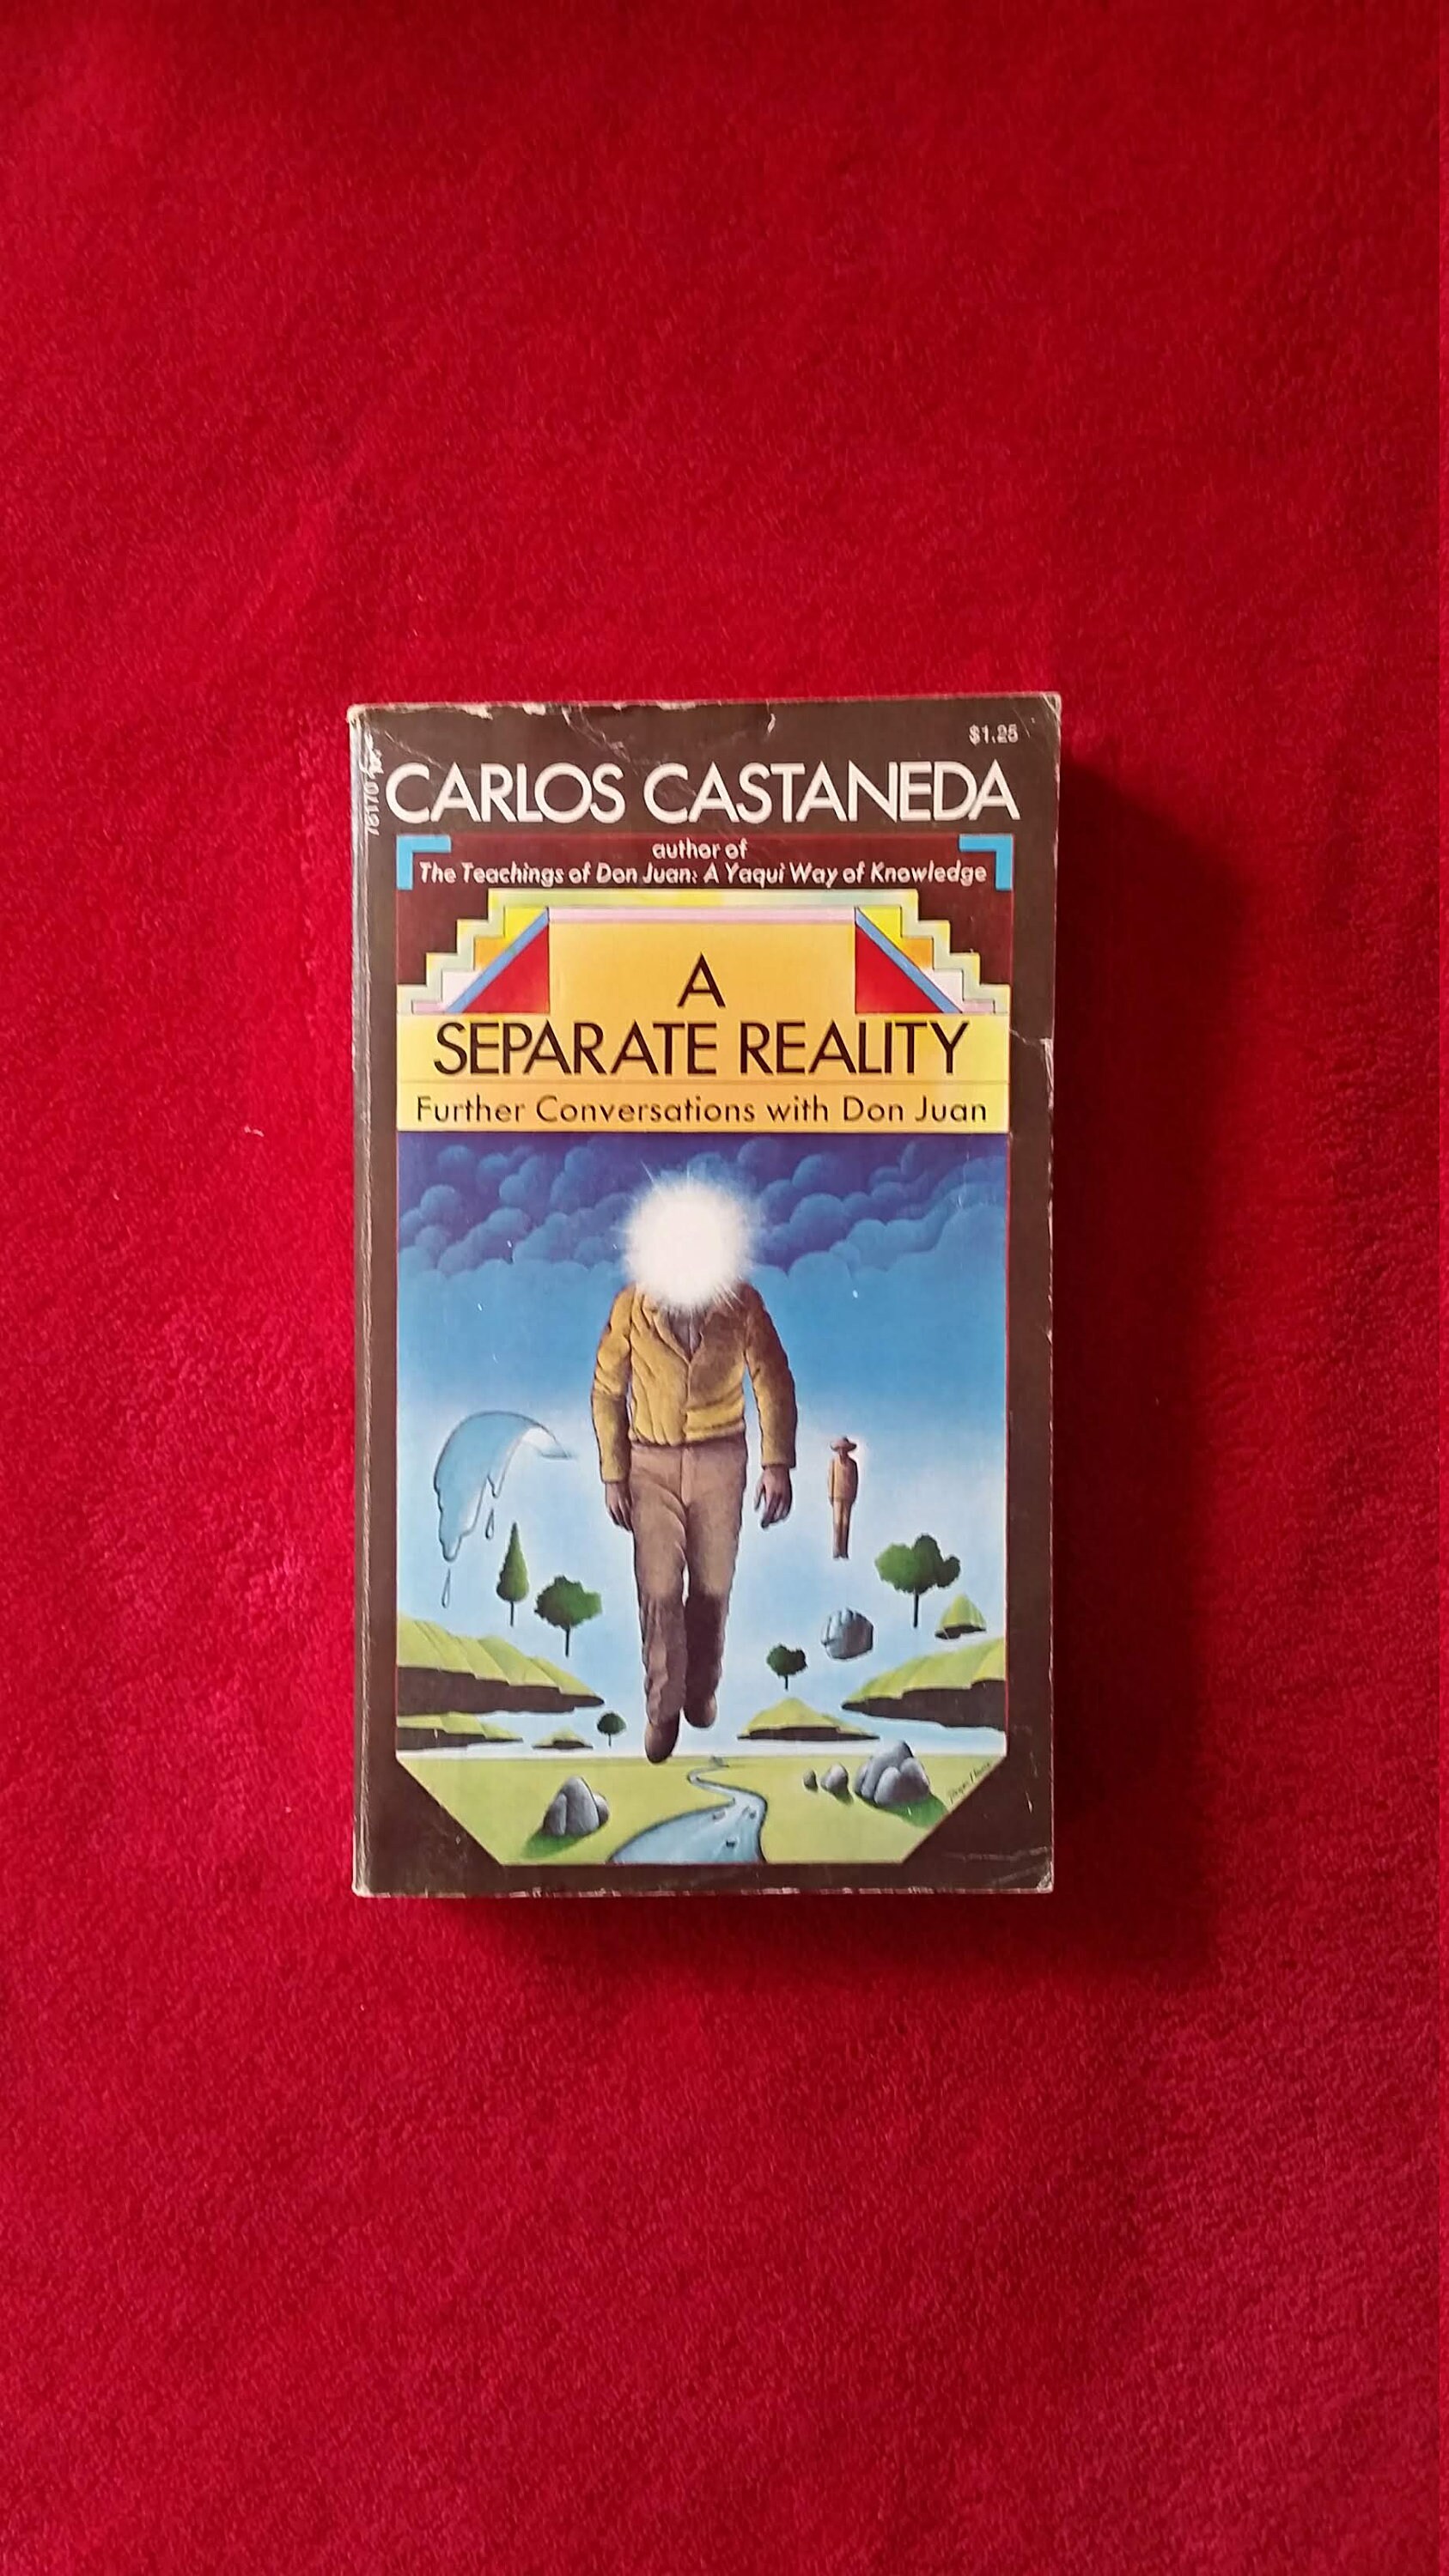 $1.25
78170
CARLOS CASTANEDA
author of
The Teachings of Don Juan: A Yaqui Way of Knowledge
A
SEPARATE REALITY
Further Conversations with Don Juan